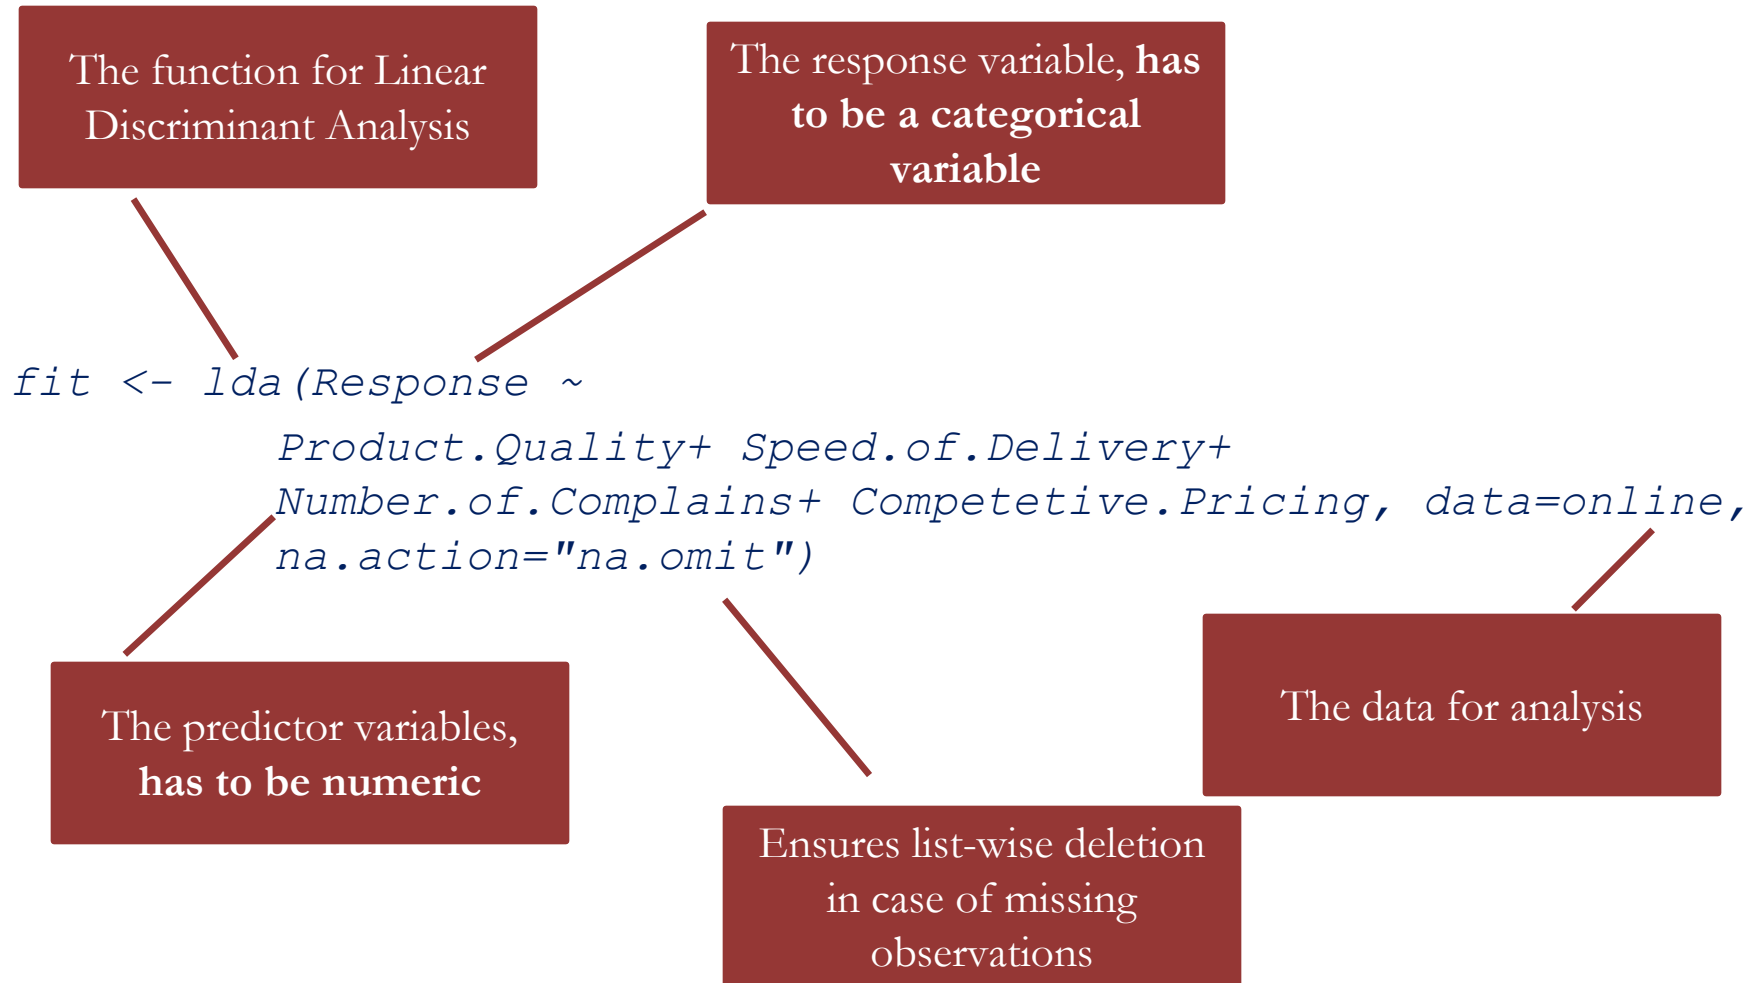 The function for Linear
Discriminant Analysis
The response variable, has
to be a categorical
variable
fit <- lda(Response ~
Product.Quality+ Speed.of.Delivery+
Number.of.Complains+ Competetive.Pricing, data=online,
na.action="na.omit")
The predictor variables,
has to be numeric
The data for analysis
Ensures list-wise deletion
in case of missing
observations